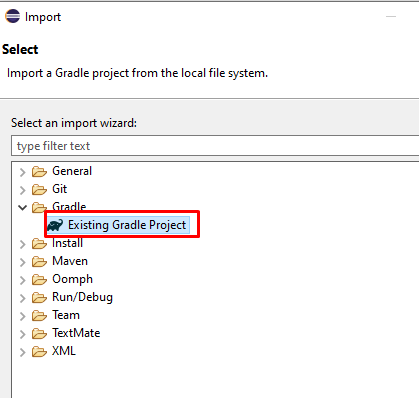 Import
Select
Import a Gradle project from the local file system.
Select an import wizard:
type filter text
General
Git
Gradle
Existing Gradle Project
Install
Maven
Oomph
Run/Debug
Team
TextMate
XML